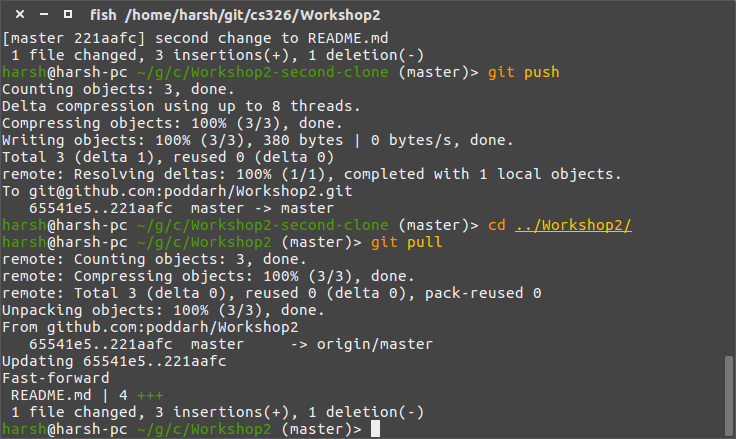 fish /home/harsh/git/cs326/Workshop2
[master 221aafc] second change to README.md
 1 file changed, 3 insertions(+), 1 deletion(-)
harsh@harsh-pc ~/g/c/Workshop2-second-clone (master)> git push
Counting objects: 3, done.
Delta compression using up to 8 threads.
Compressing objects: 100% (3/3), done.
Writing objects: 100% (3/3), 380 bytes | 0 bytes/s, done.
Total 3 (delta 1), reused 0 (delta 0)
remote: Resolving deltas: 100% (1/1), completed with 1 local objects.
To git@github.com:poddarh/Workshop2.git
   65541e5..221aafc  master -> master
harsh@harsh-pc ~/g/c/Workshop2-second-clone (master)> cd ../Workshop2/
harsh@harsh-pc ~/g/c/Workshop2 (master)> git pull
remote: Counting objects: 3, done.
remote: Compressing objects: 100% (3/3), done.
remote: Total 3 (delta 0), reused 0 (delta 0), pack-reused 0
Unpacking objects: 100% (3/3), done.
From github.com:poddarh/Workshop2
   65541e5..221aafc  master     -> origin/master
Updating 65541e5..221aafc
Fast-forward
 README.md | 4 +++-
 1 file changed, 3 insertions(+), 1 deletion(-)
harsh@harsh-pc ~/g/c/Workshop2 (master)>